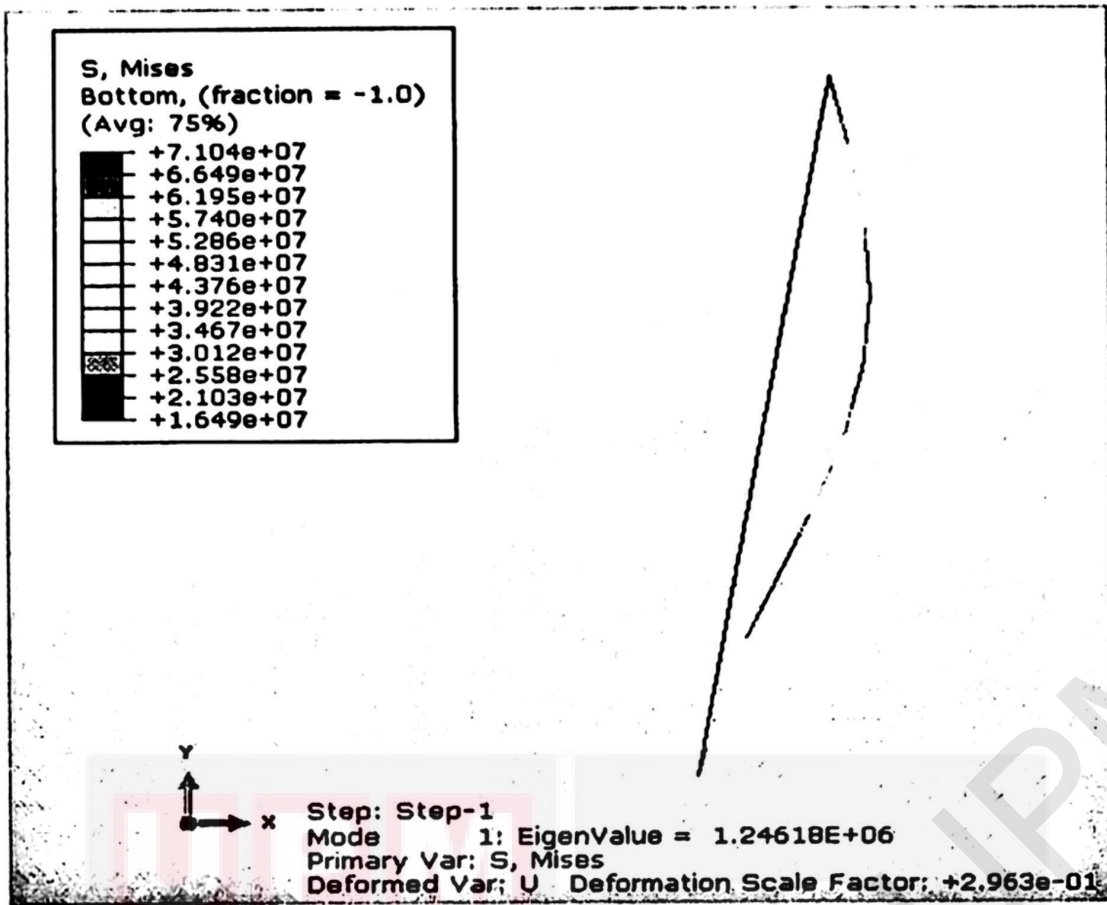 S, Mises
Bottom, (fraction = -1.0)
(Avg: 75%)
+7.104e+07
+6.649e+07
+6.195e+07
+5.740e+07
+5.286e+07
+4.831e+07
+4.376e+07
+3.922e+07
+3.467e+07
+3.012e+07
+2.558e+07
+2.103e+07
+1.649e+07
Y
X
Step: Step-1
Mode 1: EigenValue = 1.24618E+06
Primary Var: S, Mises
Deformed Var: U Deformation Scale Factor: +2.963e-01